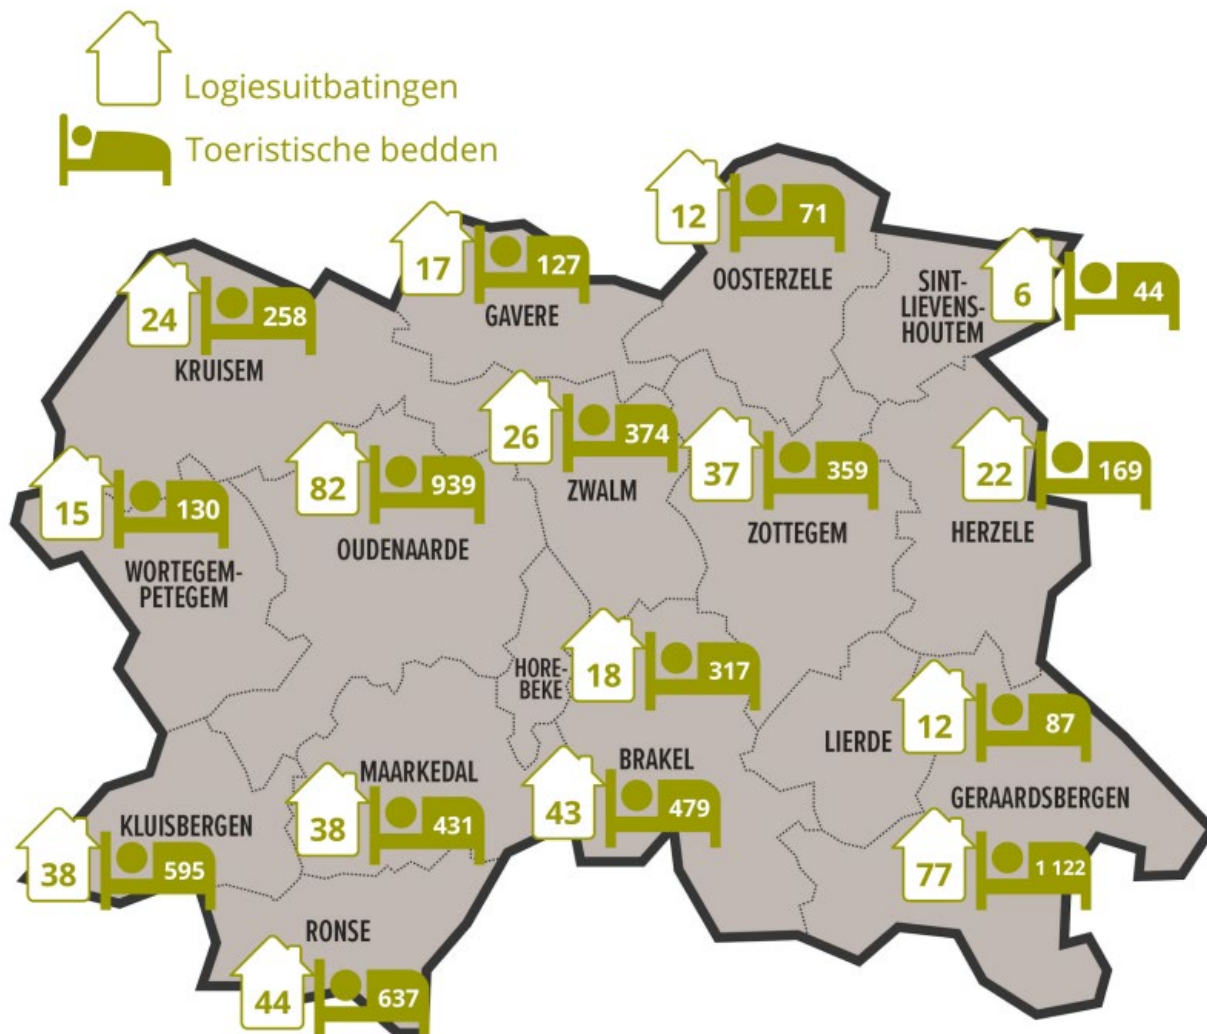 Logiesuitbatingen
Toeristische bedden
12
71
OOSTERZELE
17
127
GAVERE
6
44
SINT-
LIEVENS-
HOUTEM
24
258
KRUISEM
26
374
ZWALM
37
359
ZOTTEGEM
22
169
HERZELE
82
939
OUDENAARDE
15
130
WORTEGEM-
PETEGEM
HORE-
BEKE
18
317
LIERDE
12
87
MAARKEDAL
38
431
BRAKEL
43
479
GERAARDSBERGEN
77
1 122
KLUISBERGEN
38
595
RONSE
44
637